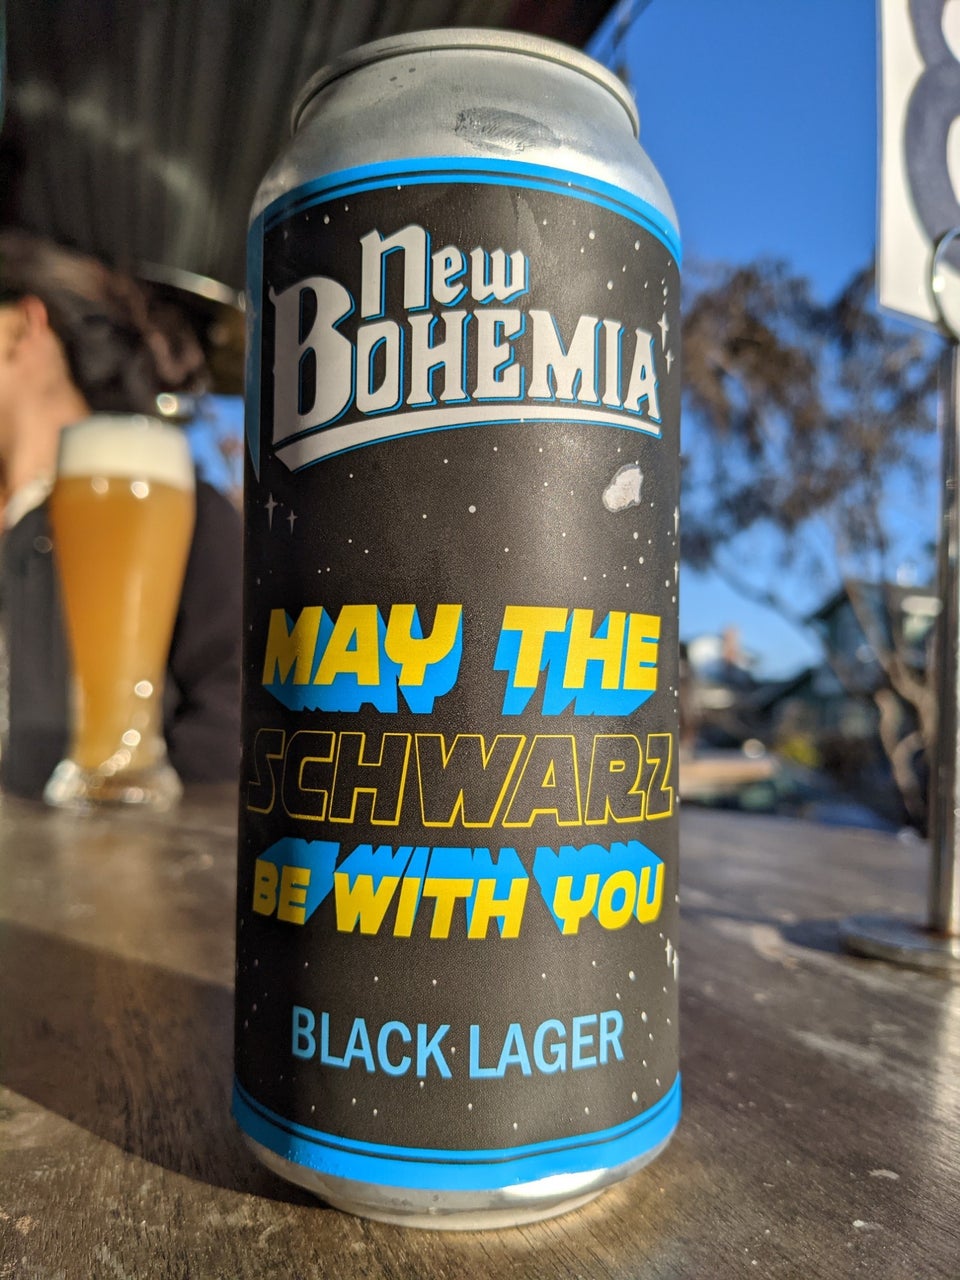 New
BOHEMIA
MAY THE
SCHWARZ
BE WITH YOU
BLACK LAGER